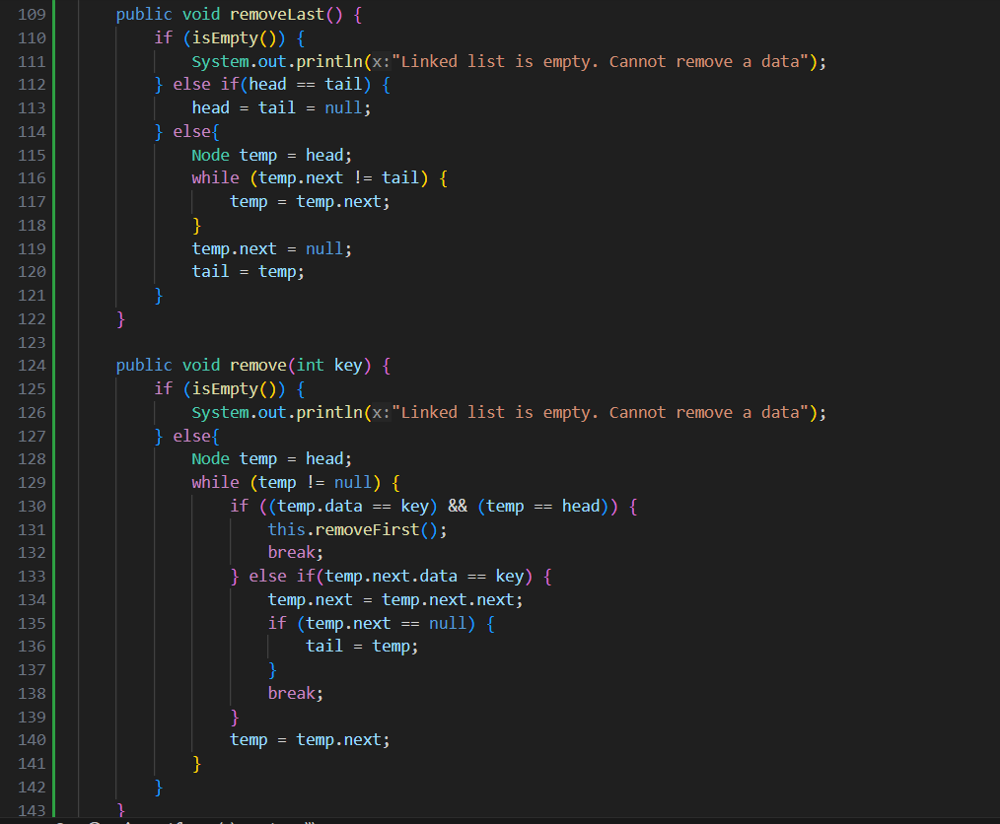 109 public void removeLast() {
110 if (isEmpty()) {
111 System.out.println(x:"Linked list is empty. Cannot remove a data");
112 } else if(head == tail) {
113 head = tail = null;
114 } else{
115 Node temp = head;
116 while (temp.next != tail) {
117 temp = temp.next;
118 }
119 temp.next = null;
120 tail = temp;
121 }
122 }
123
124 public void remove(int key) {
125 if (isEmpty()) {
126 System.out.println(x:"Linked list is empty. Cannot remove a data");
127 } else{
128 Node temp = head;
129 while (temp != null) {
130 if ((temp.data == key) && (temp == head)) {
131 this.removeFirst();
132 break;
133 } else if(temp.next.data == key) {
134 temp.next = temp.next.next;
135 if (temp.next == null) {
136 tail = temp;
137 }
138 break;
139 }
140 temp = temp.next;
141 }
142 }
143 }